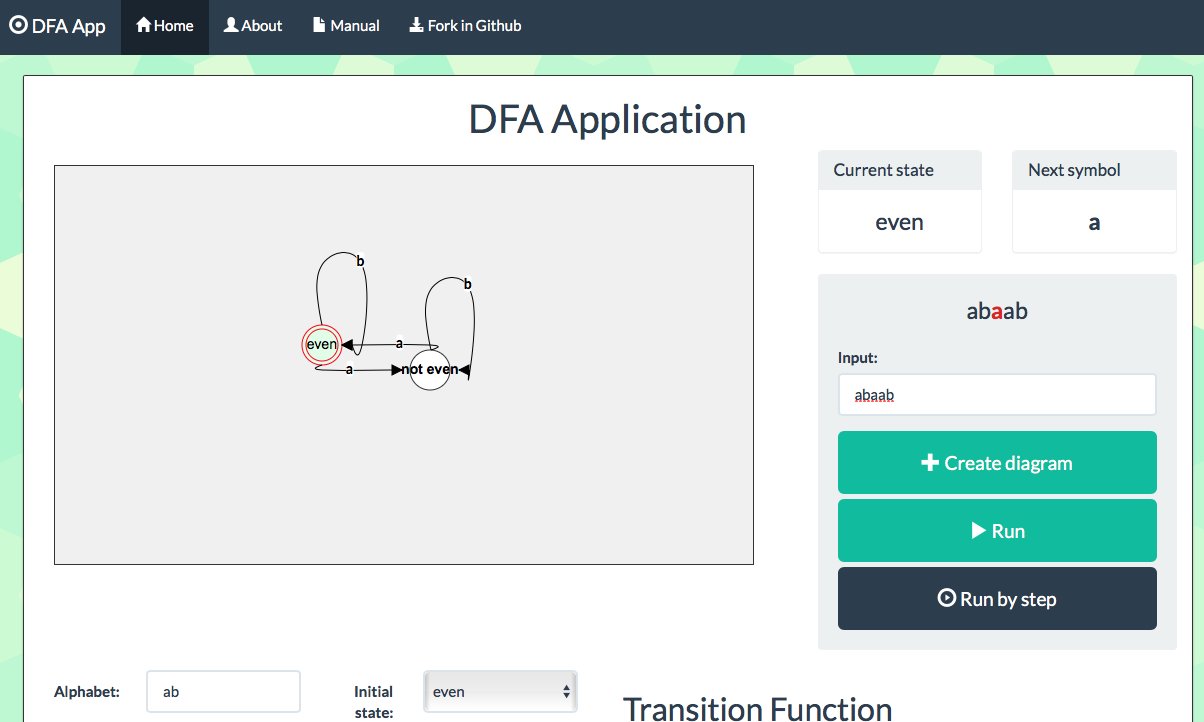 DFA App Home About Manual Fork in Github
DFA Application
Current state
even
Next symbol
a
b
b
even
a
a
not even
abaab
Input:
abaab
Create diagram
Run
Run by step
Alphabet:
ab
Initial
state:
even
Transition Function